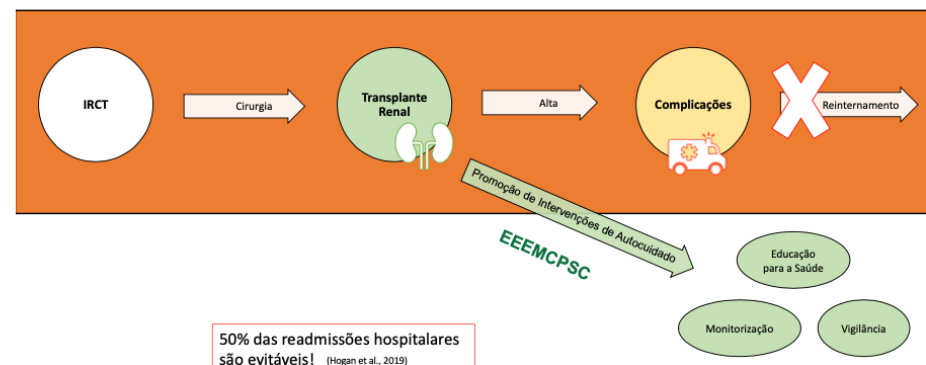 IRCT
Cirurgia
Transplante
Renal
Alta
Complicações
Reinternamento
Promoção de Intervenções de Autocuidado
EEEMCPSC
Educação
para a Saúde
Monitorização
Vigilância
50% das readmissões hospitalares
são evitáveis! (Hogan et al., 2019)